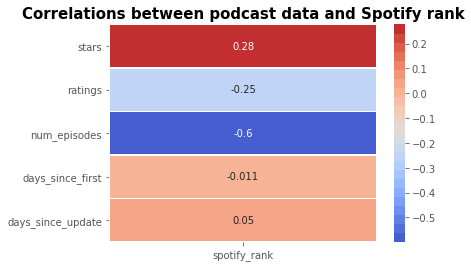 Correlations between podcast data and Spotify rank
stars
0.28
ratings
-0.25
num_episodes
-0.6
days_since_first
-0.011
days_since_update
0.05
spotify_rank
0.2
0.1
0.0
-0.1
-0.2
-0.3
-0.4
-0.5